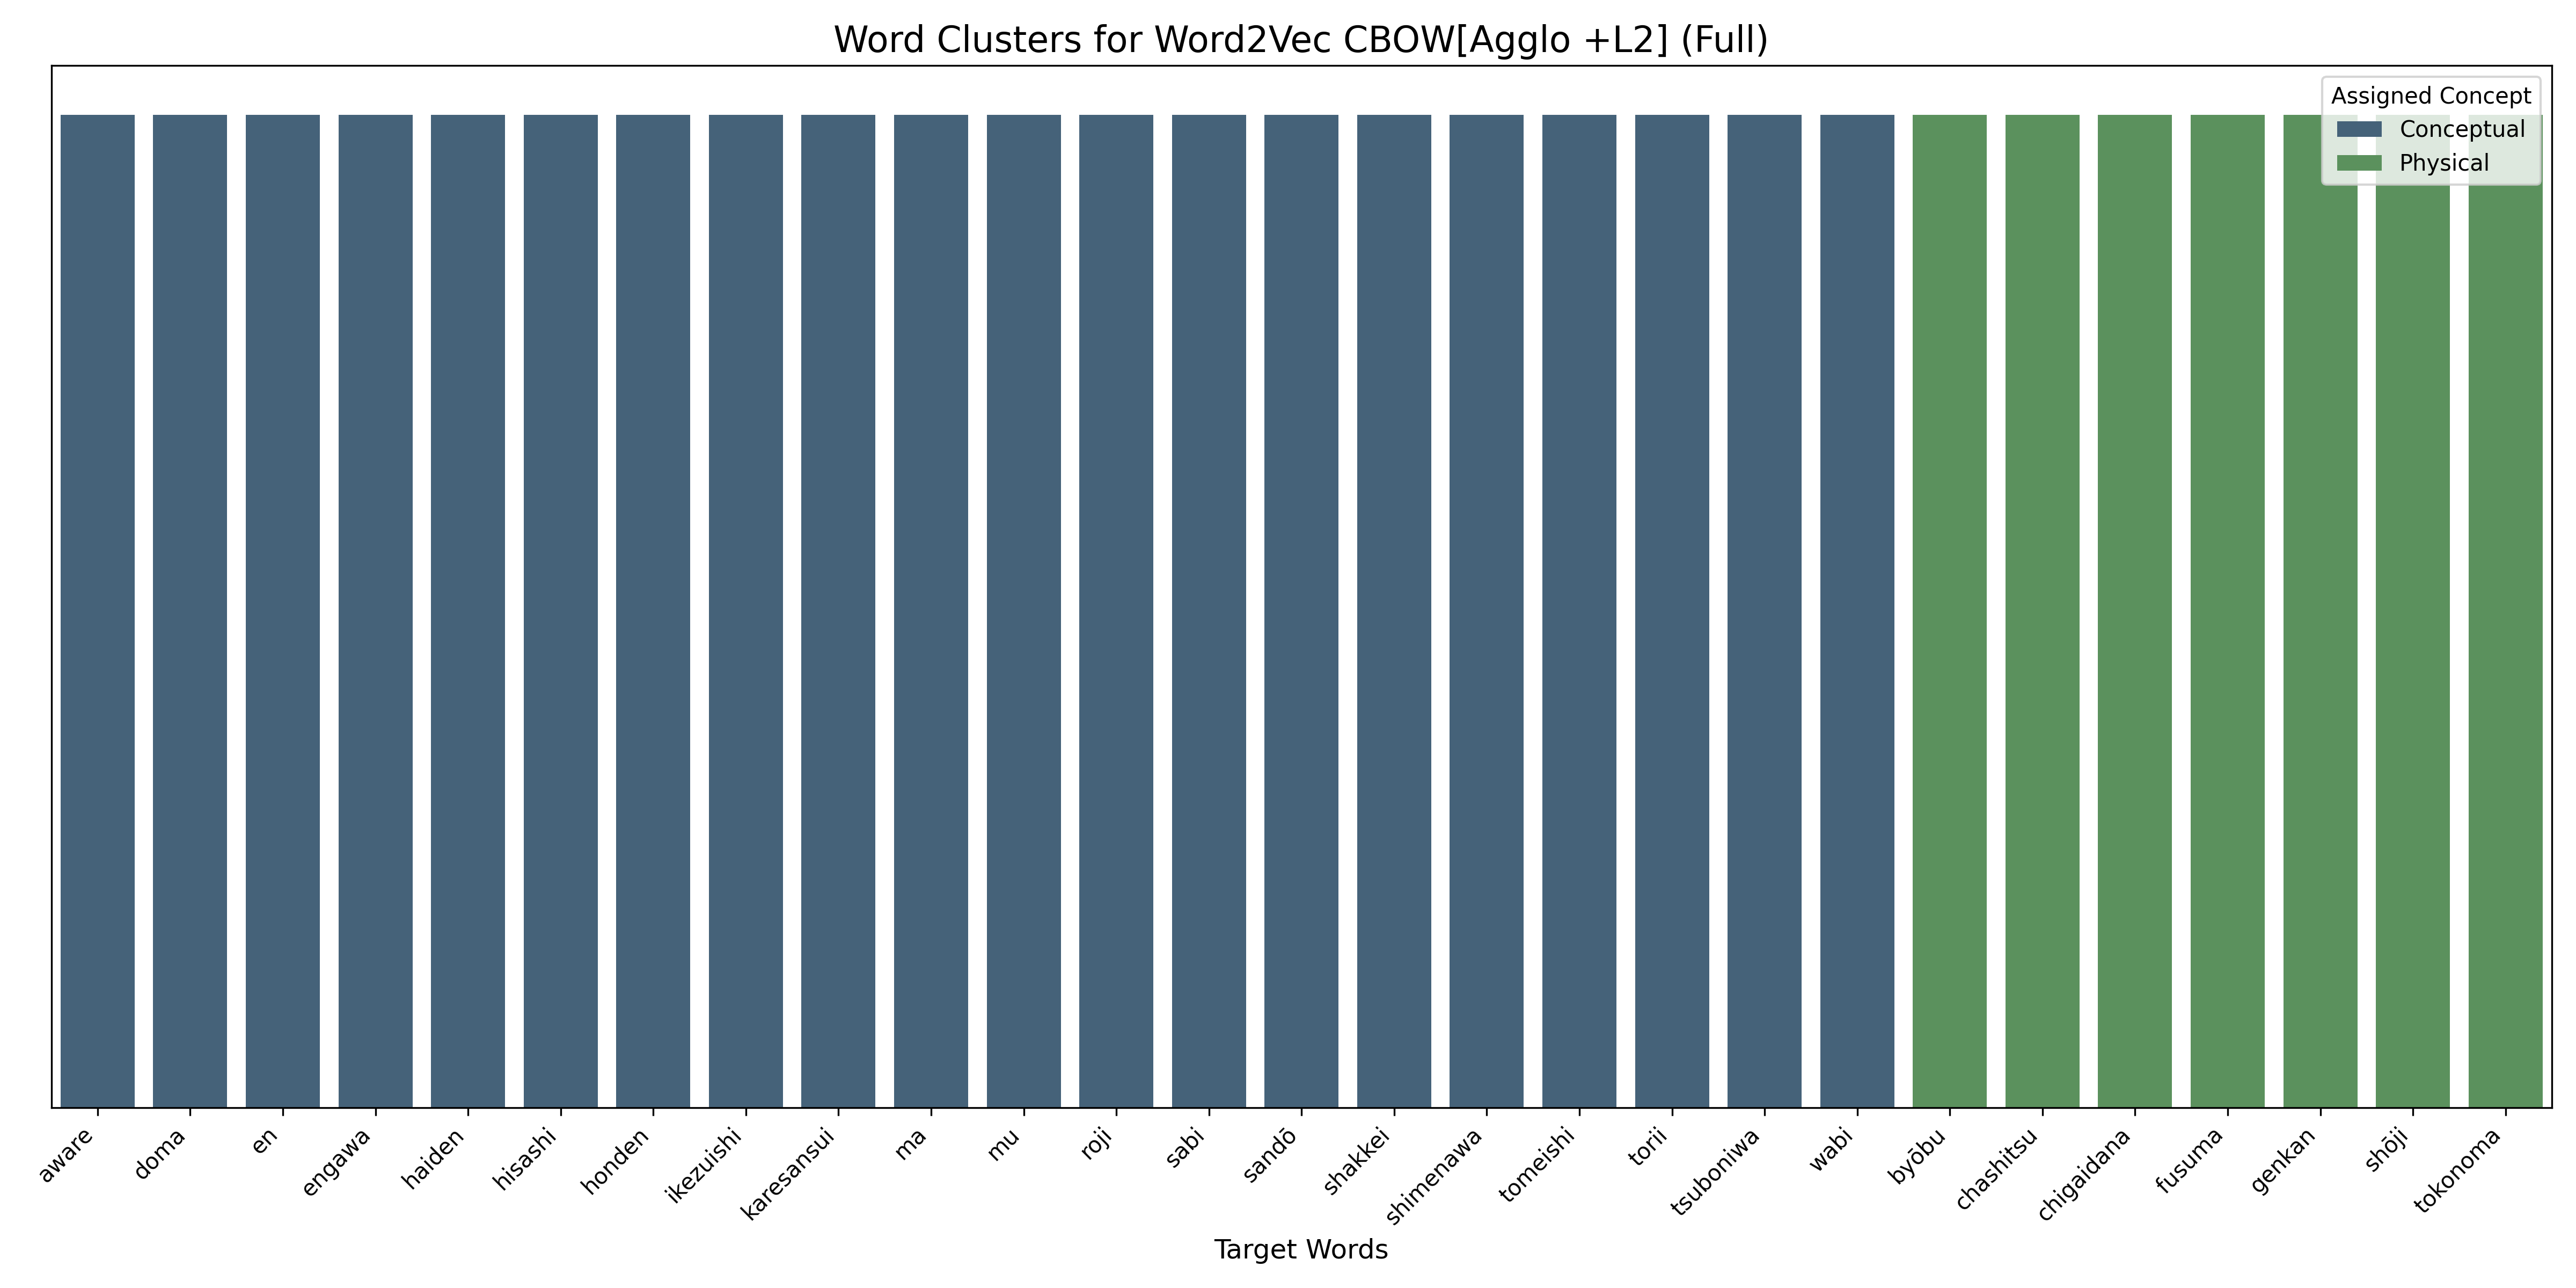 Word Clusters for Word2Vec CBOW[Agglo +L2] (Full)
Assigned Concept
Conceptual
Physical
aware
doma
en
engawa
haiden
hisashi
honden
ikezuishi
karesansui
ma
mu
roji
sabi
sandō
shakkei
shimenawa
tomeishi
torii
tsuboniwa
wabi
byōbu
chashitsu
chigaidana
fusuma
genkan
shōji
tokonoma
Target Words